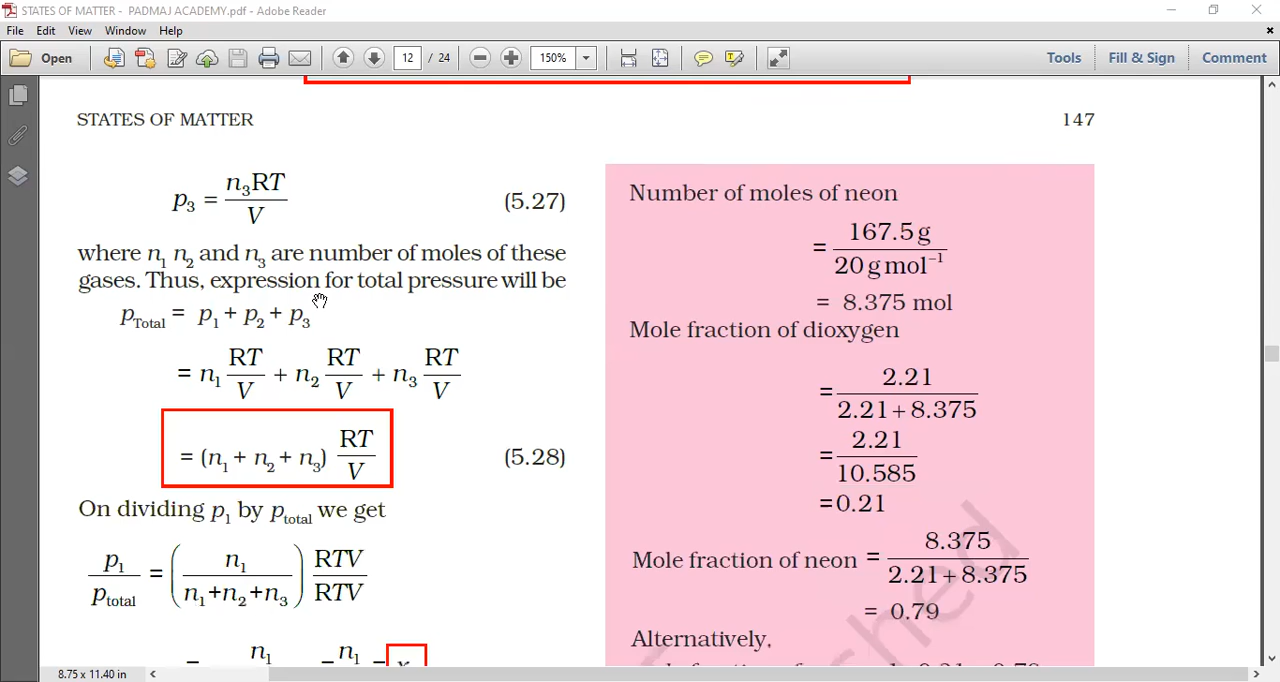 STATES OF MATTER - PADMAJ ACADEMY.pdf - Adobe Reader
File Edit View Window Help
Open 12 / 24 150% Tools Fill & Sign Comment
STATES OF MATTER 147
p₃ = n₃RT / V (5.27)
where n₁ n₂ and n₃ are number of moles of these
gases. Thus, expression for total pressure will be
p_Total = p₁ + p₂ + p₃
= n₁ RT/V + n₂ RT/V + n₃ RT/V
= (n₁ + n₂ + n₃) RT/V (5.28)
On dividing p₁ by p_total we get
p₁/p_total = (n₁/(n₁+n₂+n₃)) RTV/RTV
= n₁ = n₁ = x
Number of moles of neon
= 167.5 g / 20 g mol⁻¹
= 8.375 mol
Mole fraction of dioxygen
= 2.21 / (2.21 + 8.375)
= 2.21 / 10.585
= 0.21
Mole fraction of neon = 8.375 / (2.21 + 8.375)
= 0.79
Alternatively,
8.75 x 11.40 in